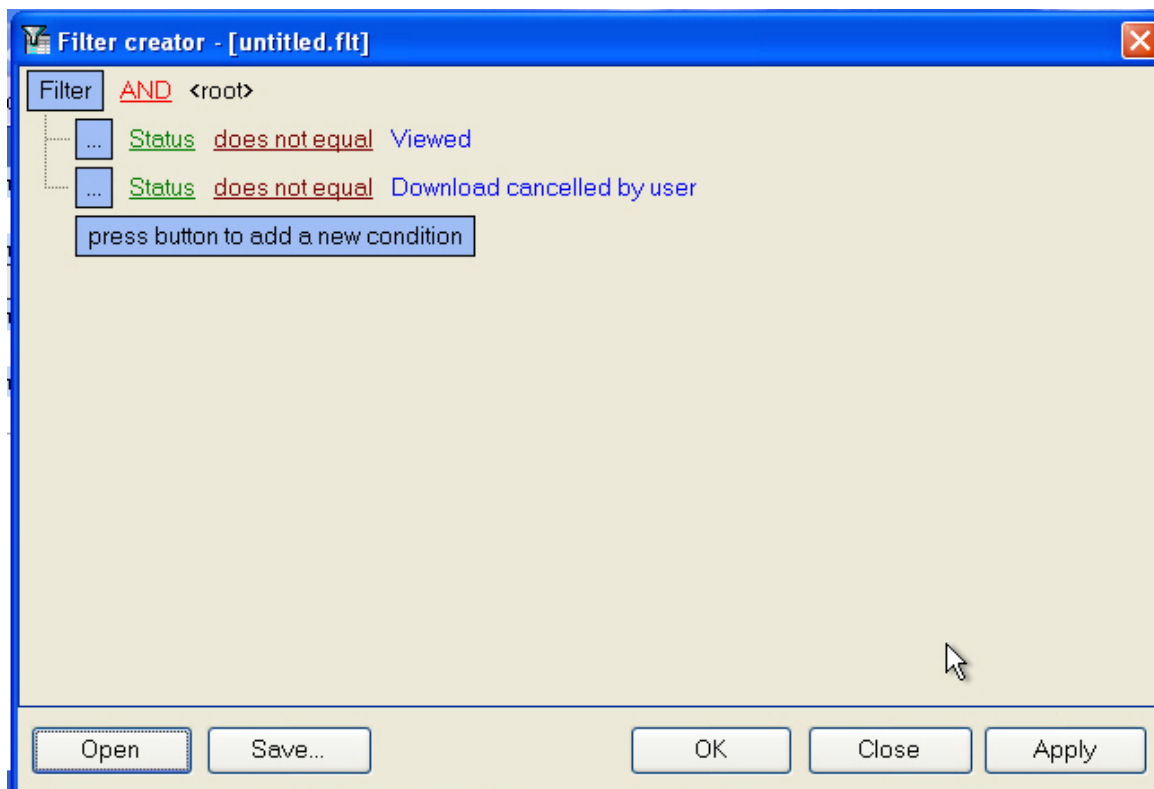 Filter creator - [untitled.flt]
Filter AND <root>
... Status does not equal Viewed
... Status does not equal Download cancelled by user
press button to add a new condition
Open Save... OK Close Apply